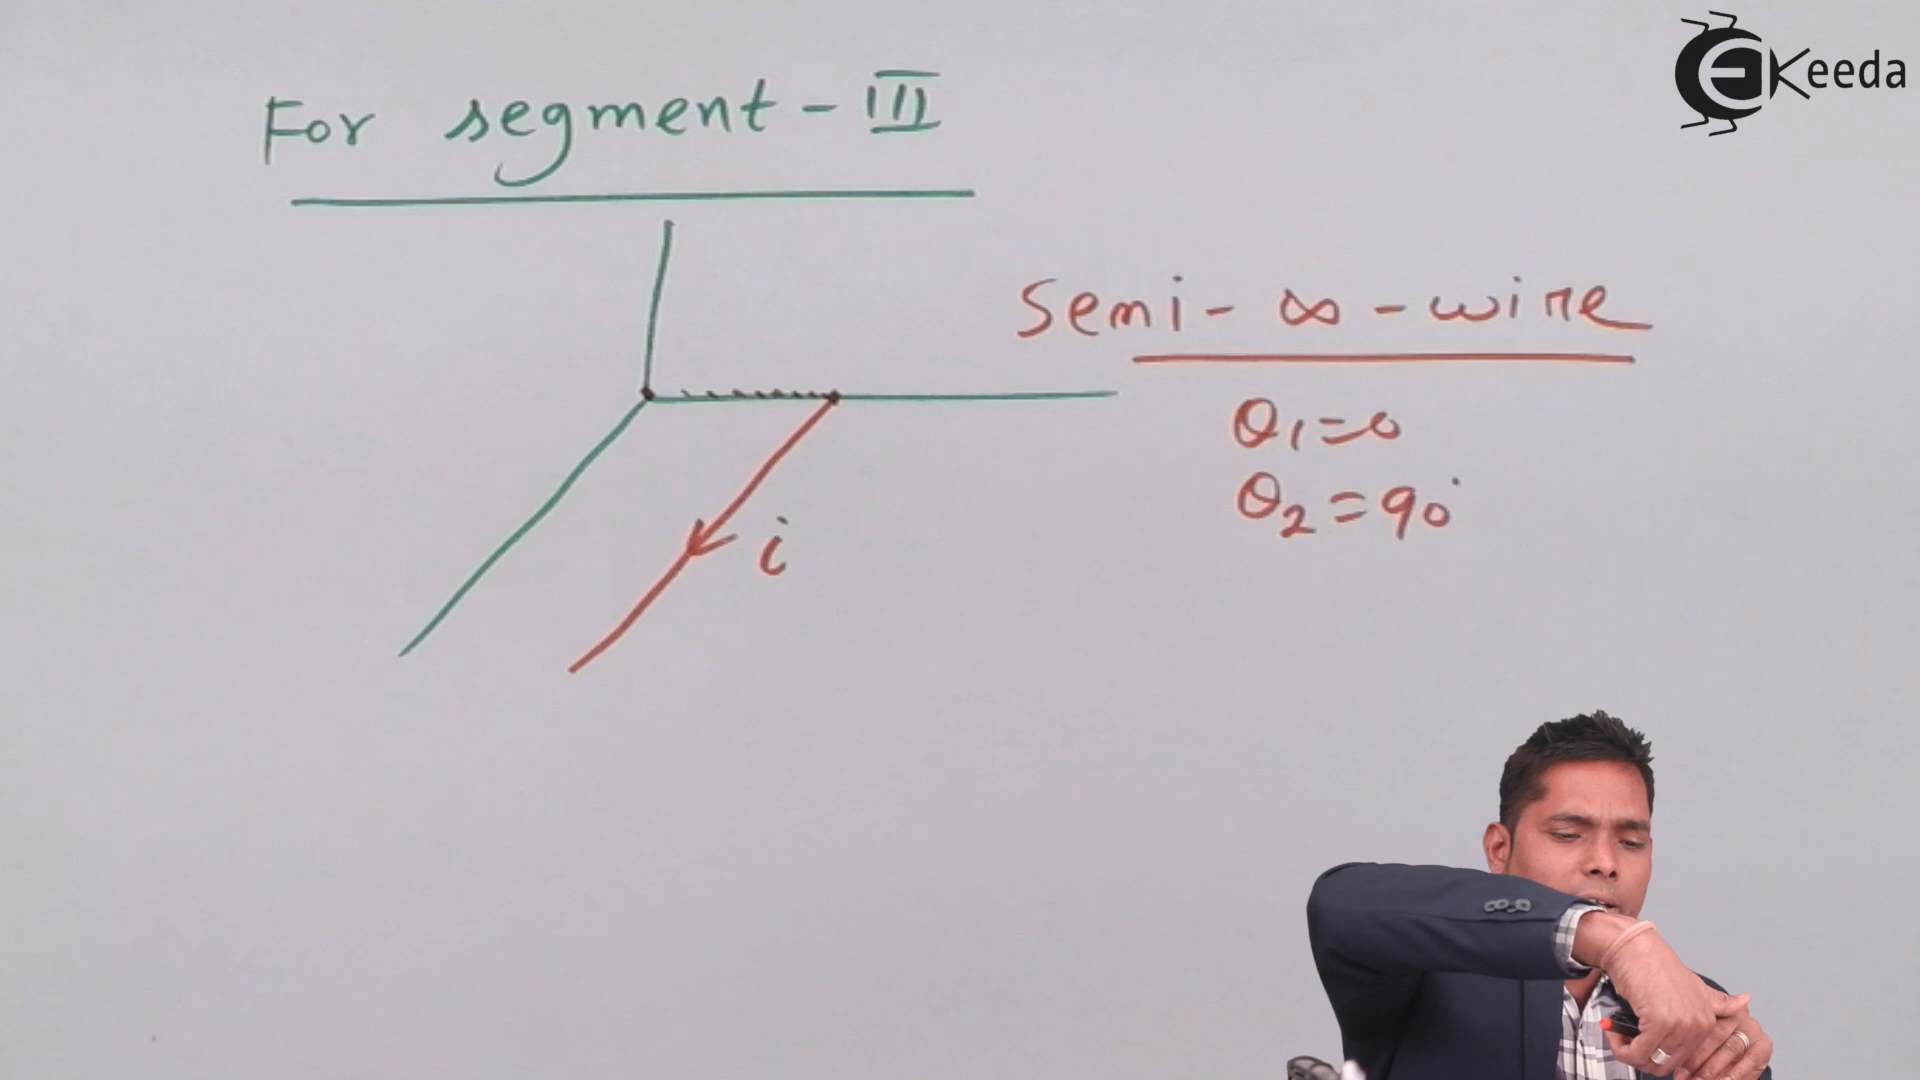 Keeda
For segment - III
Semi - ∞ - wire
θ₁=0
θ₂=90°
i